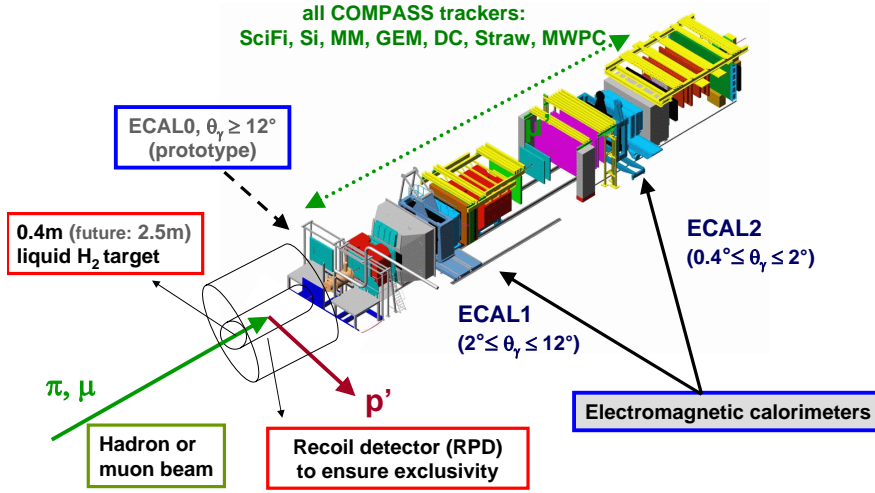 all COMPASS trackers:
SciFi, Si, MM, GEM, DC, Straw, MWPC
ECAL0, θγ ≥ 12°
(prototype)
0.4m (future: 2.5m)
liquid H₂ target
ECAL2
(0.4°≤ θγ ≤ 2°)
ECAL1
(2°≤ θγ ≤ 12°)
π, μ
p’
Electromagnetic calorimeters
Hadron or
muon beam
Recoil detector (RPD)
to ensure exclusivity